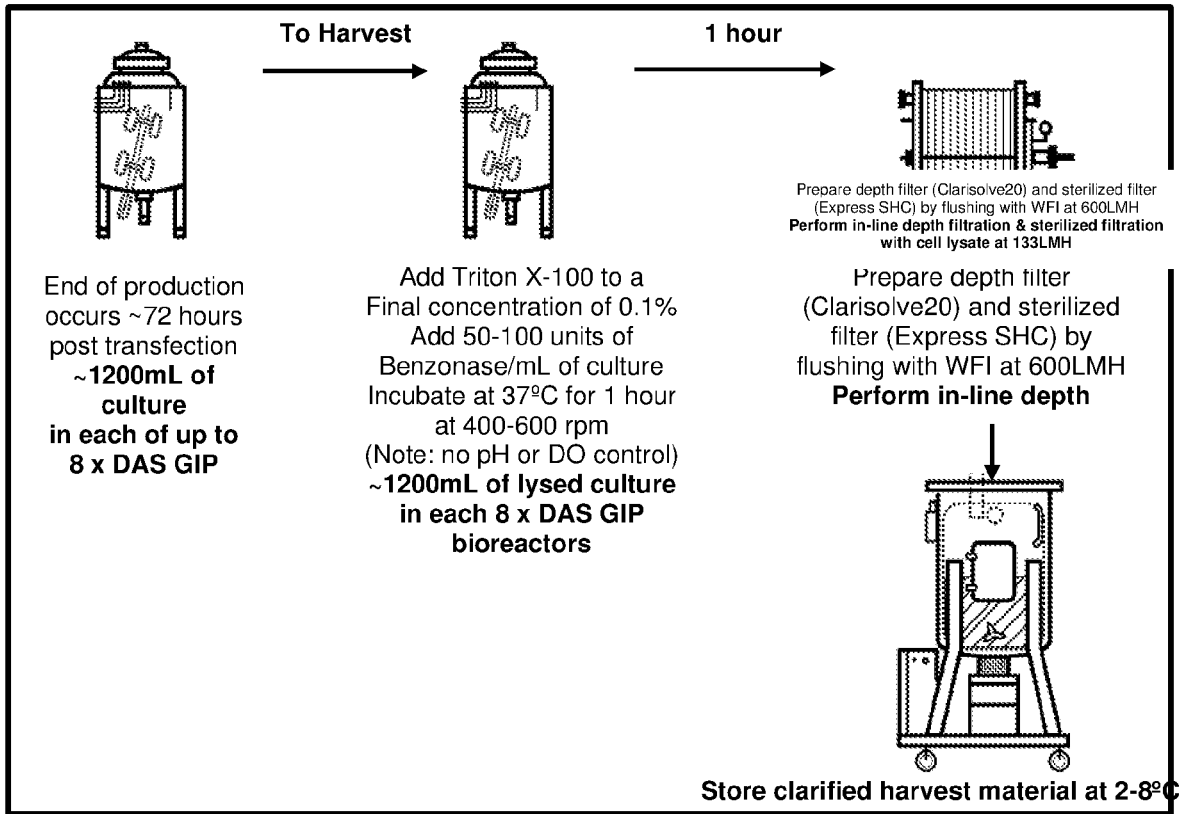 To Harvest
1 hour
End of production
occurs ~72 hours
post transfection
~1200mL of
culture
in each of up to
8 x DAS GIP
Add Triton X-100 to a
Final concentration of 0.1%
Add 50-100 units of
Benzonase/mL of culture
Incubate at 37ºC for 1 hour
at 400-600 rpm
(Note: no pH or DO control)
~1200mL of lysed culture
in each 8 x DAS GIP
bioreactors
Prepare depth filter (Clarisolve20) and sterilized filter
(Express SHC) by flushing with WFI at 600LMH
Perform in-line depth filtration & sterilized filtration
with cell lysate at 133LMH
Prepare depth filter
(Clarisolve20) and sterilized
filter (Express SHC) by
flushing with WFI at 600LMH
Perform in-line depth
Store clarified harvest material at 2-8ºC